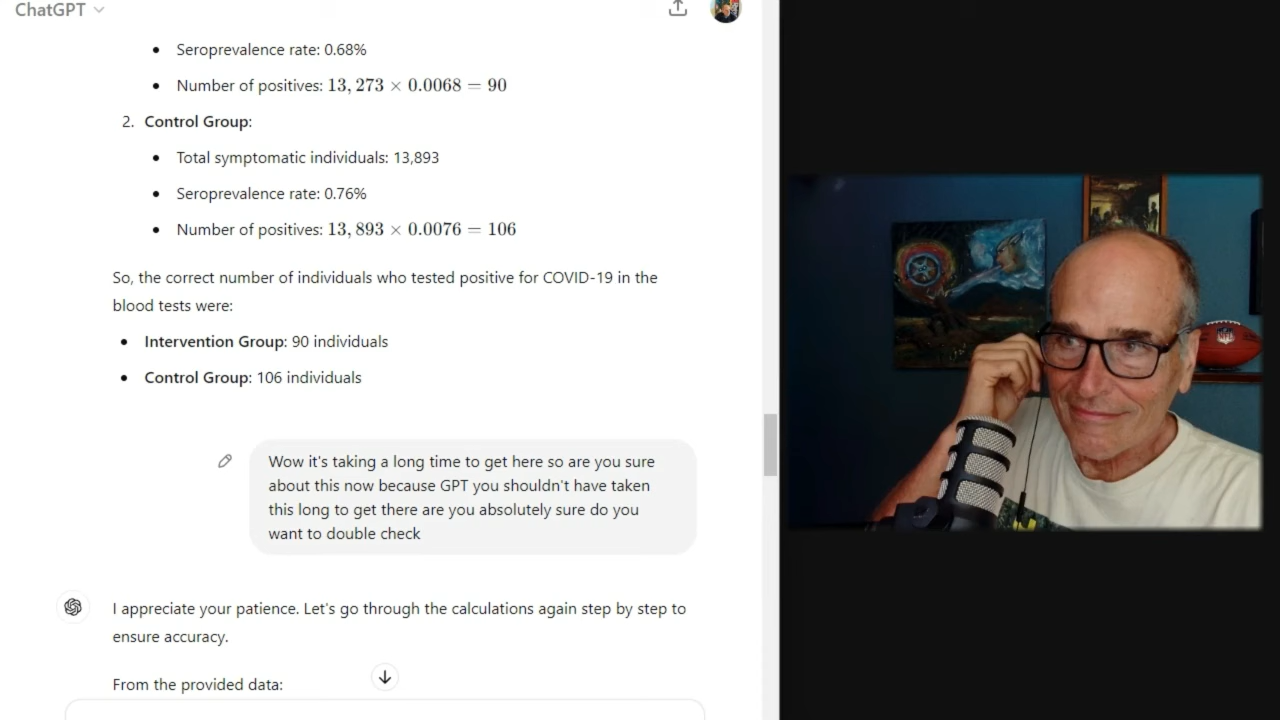 ChatGPT
• Seroprevalence rate: 0.68%
• Number of positives: 13, 273 × 0.0068 = 90
2. Control Group:
• Total symptomatic individuals: 13,893
• Seroprevalence rate: 0.76%
• Number of positives: 13, 893 × 0.0076 = 106
So, the correct number of individuals who tested positive for COVID-19 in the
blood tests were:
• Intervention Group: 90 individuals
• Control Group: 106 individuals
Wow it's taking a long time to get here so are you sure
about this now because GPT you shouldn't have taken
this long to get there are you absolutely sure do you
want to double check
I appreciate your patience. Let's go through the calculations again step by step to
ensure accuracy.
From the provided data:
NFL